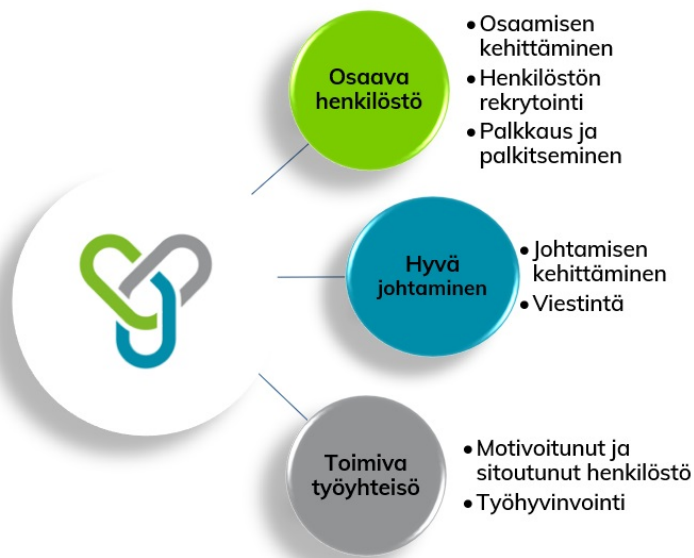 Osaava
henkilöstö
• Osaamisen
kehittäminen
• Henkilöstön
rekrytointi
• Palkkaus ja
palkitseminen
Hyvä
johtaminen
• Johtamisen
kehittäminen
• Viestintä
Toimiva
työyhteisö
• Motivoitunut ja
sitoutunut henkilöstö
• Työhyvinvointi